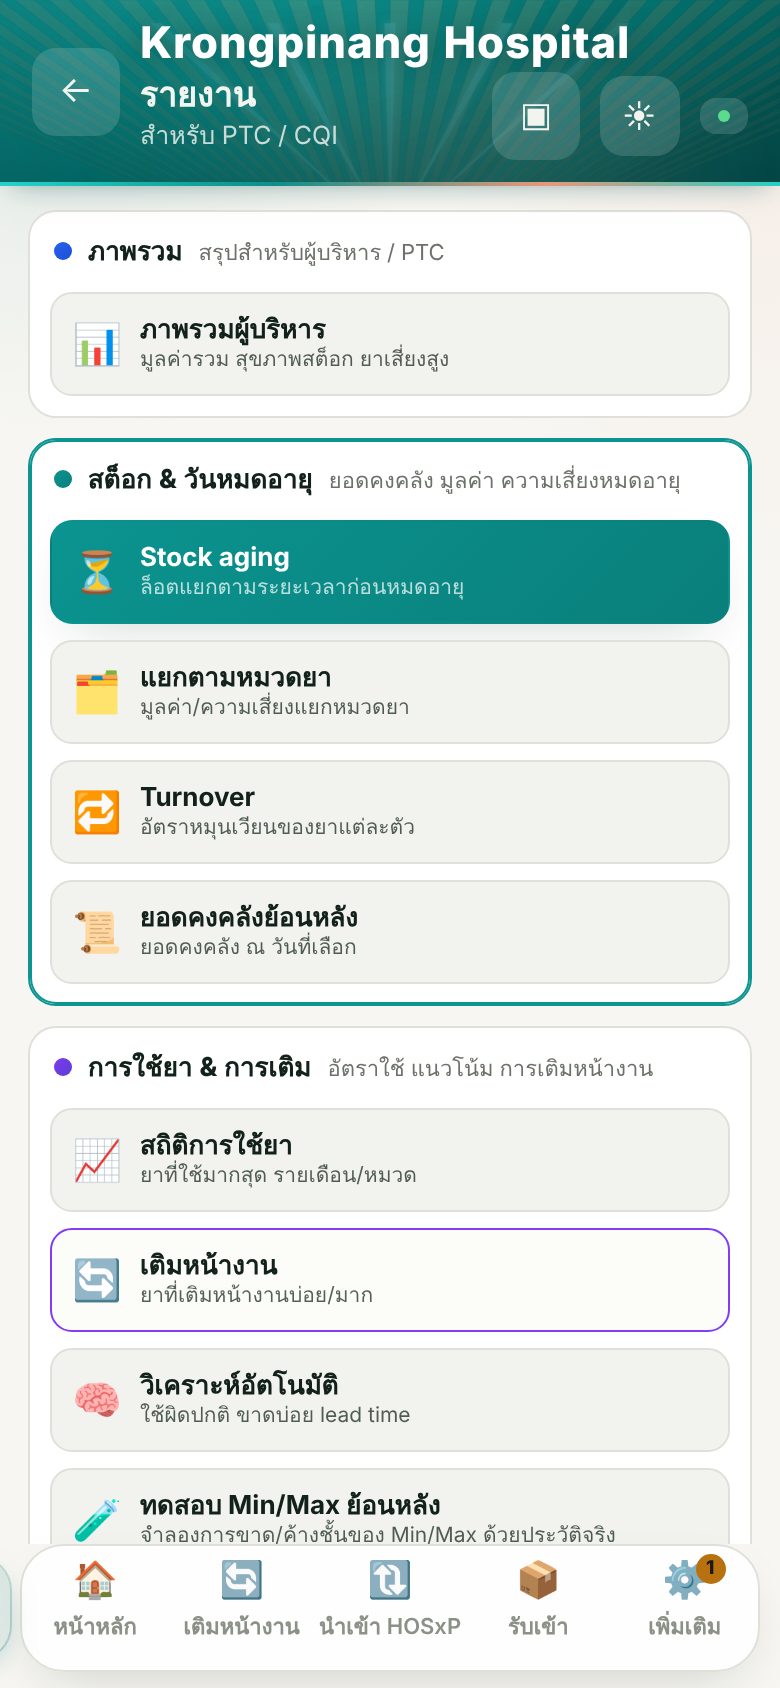 Krongpinang Hospital
รายงาน
สำหรับ PTC / CQI
ภาพรวม สรุปสำหรับผู้บริหาร / PTC
ภาพรวมผู้บริหาร
มูลค่ารวม สุขภาพสต็อก ยาเสี่ยงสูง
สต็อก & วันหมดอายุ ยอดคงคลัง มูลค่า ความเสี่ยงหมดอายุ
Stock aging
ล็อตแยกตามระยะเวลาก่อนหมดอายุ
แยกตามหมวดยา
มูลค่า/ความเสี่ยงแยกหมวดยา
Turnover
อัตราหมุนเวียนของยาแต่ละตัว
ยอดคงคลังย้อนหลัง
ยอดคงคลัง ณ วันที่เลือก
การใช้ยา & การเติม อัตราใช้ แนวโน้ม การเติมหน้างาน
สถิติการใช้ยา
ยาที่ใช้มากสุด รายเดือน/หมวด
เติมหน้างาน
ยาที่เติมหน้างานบ่อย/มาก
วิเคราะห์อัตโนมัติ
ใช้ผิดปกติ ขาดบ่อย lead time
ทดสอบ Min/Max ย้อนหลัง
จำลองการขาด/ค้างชั้นของ Min/Max ด้วยประวัติจริง
1
หน้าหลัก เติมหน้างาน นำเข้า HOSxP รับเข้า เพิ่มเติม